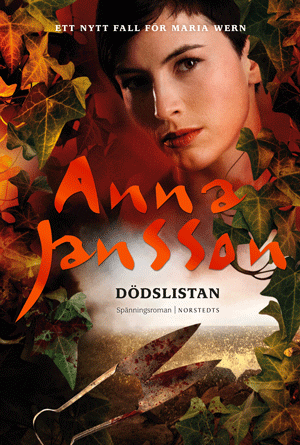 ETT NYTT FALL FÖR MARIA WERN
Anna
Jansson
DÖDSLISTAN
Spänningsroman | NORSTEDTS